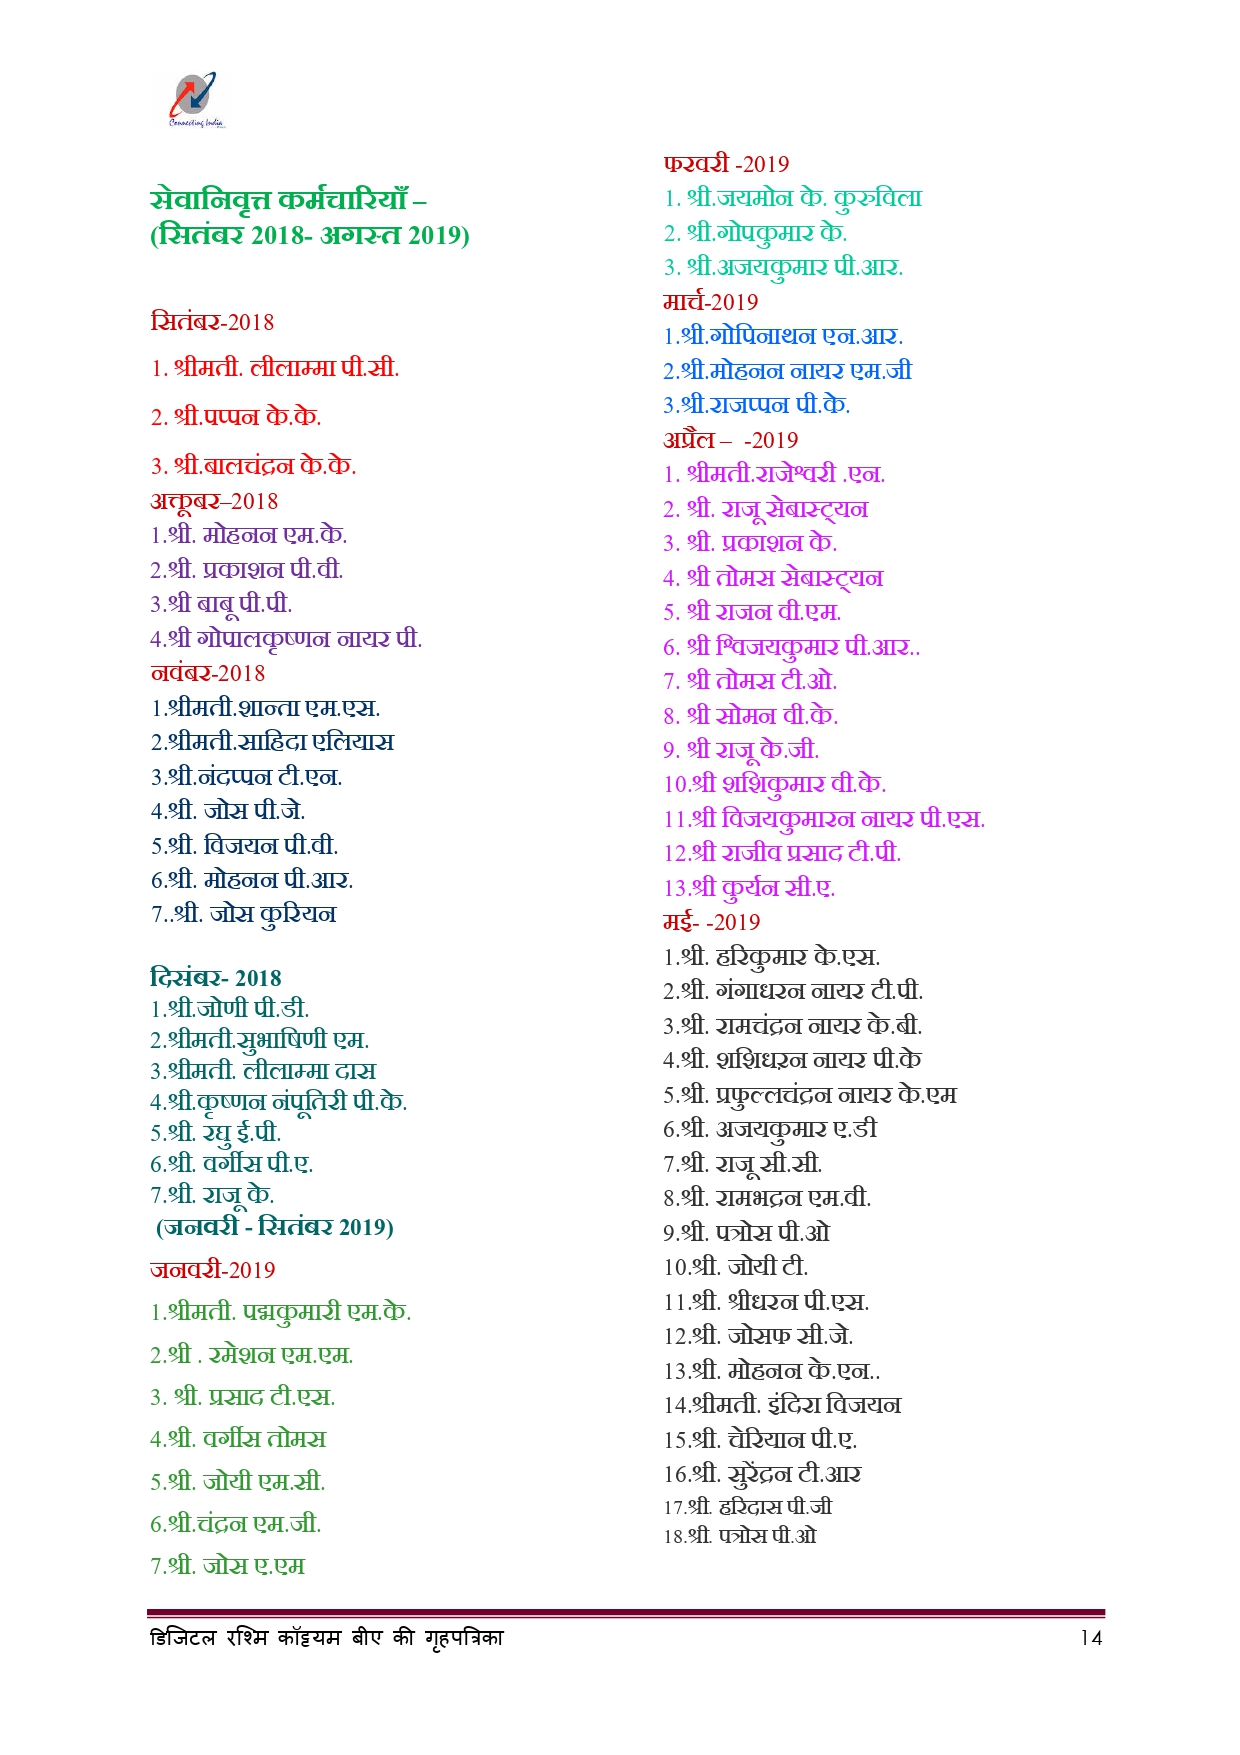 Connecting India
सेवानिवृत्त कर्मचारियाँ –
(सितंबर 2018- अगस्त 2019)
सितंबर-2018
1. श्रीमती. लीलाम्मा पी.सी.
2. श्री.पप्पन के.के.
3. श्री.बालचंद्रन के.के.
अक्तूबर–2018
1.श्री. मोहनन एम.के.
2.श्री. प्रकाशन पी.वी.
3.श्री बाबू पी.पी.
4.श्री गोपालकृष्णन नायर पी.
नवंबर-2018
1.श्रीमती.शान्ता एम.एस.
2.श्रीमती.साहिदा एलियास
3.श्री.नंदप्पन टी.एन.
4.श्री. जोस पी.जे.
5.श्री. विजयन पी.वी.
6.श्री. मोहनन पी.आर.
7..श्री. जोस कुरियन
दिसंबर- 2018
1.श्री.जोणी पी.डी.
2.श्रीमती.सुभाषिणी एम.
3.श्रीमती. लीलाम्मा दास
4.श्री.कृष्णन नंपूतिरी पी.के.
5.श्री. रघु ई.पी.
6.श्री. वर्गीस पी.ए.
7.श्री. राजू के.
(जनवरी - सितंबर 2019)
जनवरी-2019
1.श्रीमती. पद्मकुमारी एम.के.
2.श्री . रमेशन एम.एम.
3. श्री. प्रसाद टी.एस.
4.श्री. वर्गीस तोमस
5.श्री. जोयी एम.सी.
6.श्री.चंद्रन एम.जी.
7.श्री. जोस ए.एम
फरवरी -2019
1. श्री.जयमोन के. कुरुविला
2. श्री.गोपकुमार के.
3. श्री.अजयकुमार पी.आर.
मार्च-2019
1.श्री.गोपिनाथन एन.आर.
2.श्री.मोहनन नायर एम.जी
3.श्री.राजप्पन पी.के.
अप्रैल – -2019
1. श्रीमती.राजेश्वरी .एन.
2. श्री. राजू सेबास्ट्यन
3. श्री. प्रकाशन के.
4. श्री तोमस सेबास्ट्यन
5. श्री राजन वी.एम.
6. श्री श्विजयकुमार पी.आर..
7. श्री तोमस टी.ओ.
8. श्री सोमन वी.के.
9. श्री राजू के.जी.
10.श्री शशिकुमार वी.के.
11.श्री विजयकुमारन नायर पी.एस.
12.श्री राजीव प्रसाद टी.पी.
13.श्री कुर्यन सी.ए.
मई- -2019
1.श्री. हरिकुमार के.एस.
2.श्री. गंगाधरन नायर टी.पी.
3.श्री. रामचंद्रन नायर के.बी.
4.श्री. शशिधऱन नायर पी.के
5.श्री. प्रफुल्लचंद्रन नायर के.एम
6.श्री. अजयकुमार ए.डी
7.श्री. राजू सी.सी.
8.श्री. रामभद्रन एम.वी.
9.श्री. पत्रोस पी.ओ
10.श्री. जोयी टी.
11.श्री. श्रीधरन पी.एस.
12.श्री. जोसफ सी.जे.
13.श्री. मोहनन के.एन..
14.श्रीमती. इंदिरा विजयन
15.श्री. चेरियान पी.ए.
16.श्री. सुरेंद्रन टी.आर
17.श्री. हरिदास पी.जी
18.श्री. पत्रोस पी.ओ
डिजिटल रश्मि कॉट्टयम बीए की गृहपत्रिका 14